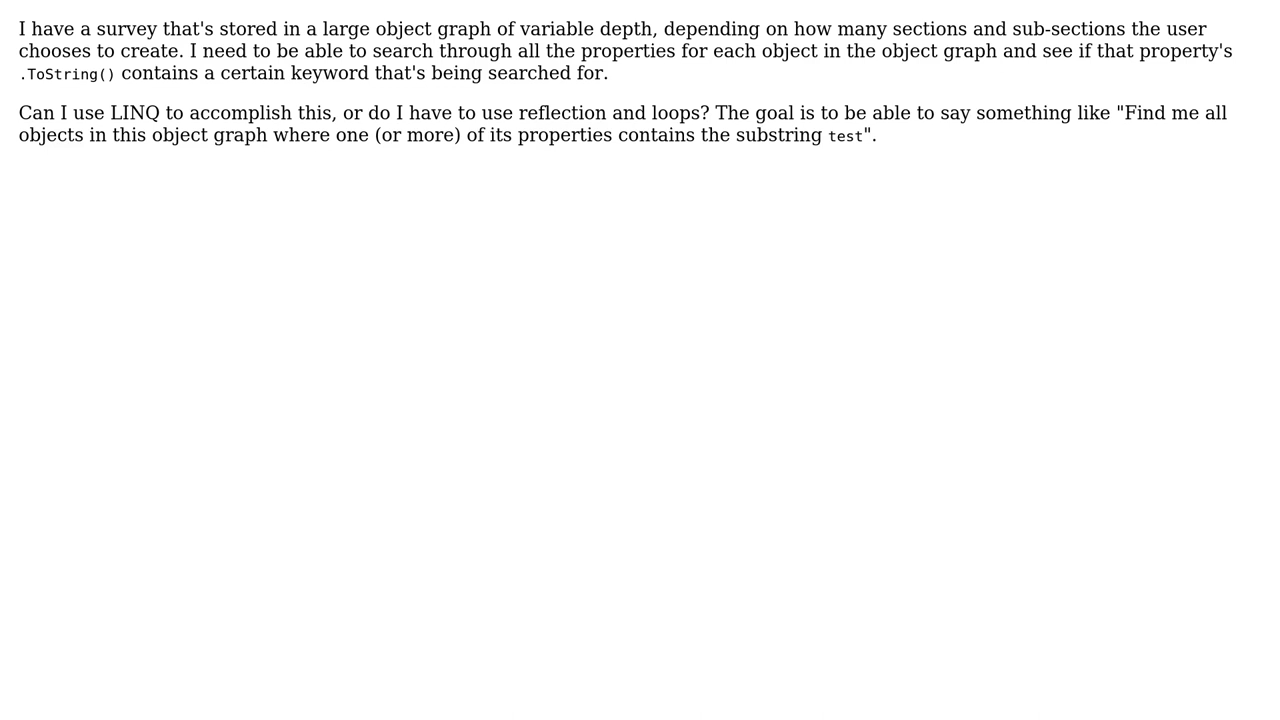 I have a survey that's stored in a large object graph of variable depth, depending on how many sections and sub-sections the user
chooses to create. I need to be able to search through all the properties for each object in the object graph and see if that property's
.ToString() contains a certain keyword that's being searched for.
Can I use LINQ to accomplish this, or do I have to use reflection and loops? The goal is to be able to say something like "Find me all
objects in this object graph where one (or more) of its properties contains the substring test".